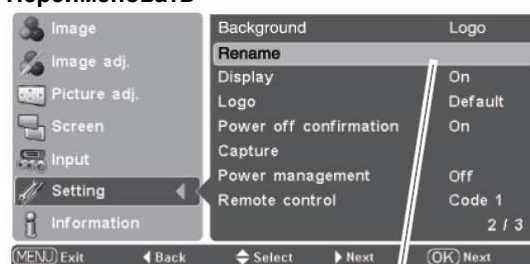 Переименовать
Image
Image adj.
Picture adj.
Screen
Input
Setting
Information
Background Logo
Rename
Display On
Logo Default
Power off confirmation On
Capture
Power management Off
Remote control Code 1
2 / 3
MENU Exit Back Select Next OK Next